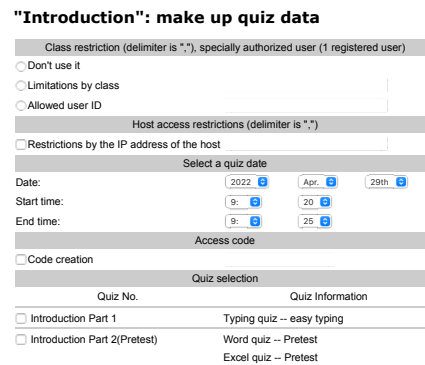 "Introduction": make up quiz data
Class restriction (delimiter is ","), specially authorized user (1 registered user)
Don't use it
Limitations by class
Allowed user ID
Host access restrictions (delimiter is ",")
Restrictions by the IP address of the host
Select a quiz date
Date: 2022 Apr. 29th
Start time: 9: 20
End time: 9: 25
Access code
Code creation
Quiz selection
Quiz No. Quiz Information
Introduction Part 1 Typing quiz -- easy typing
Introduction Part 2(Pretest) Word quiz -- Pretest
Excel quiz -- Pretest